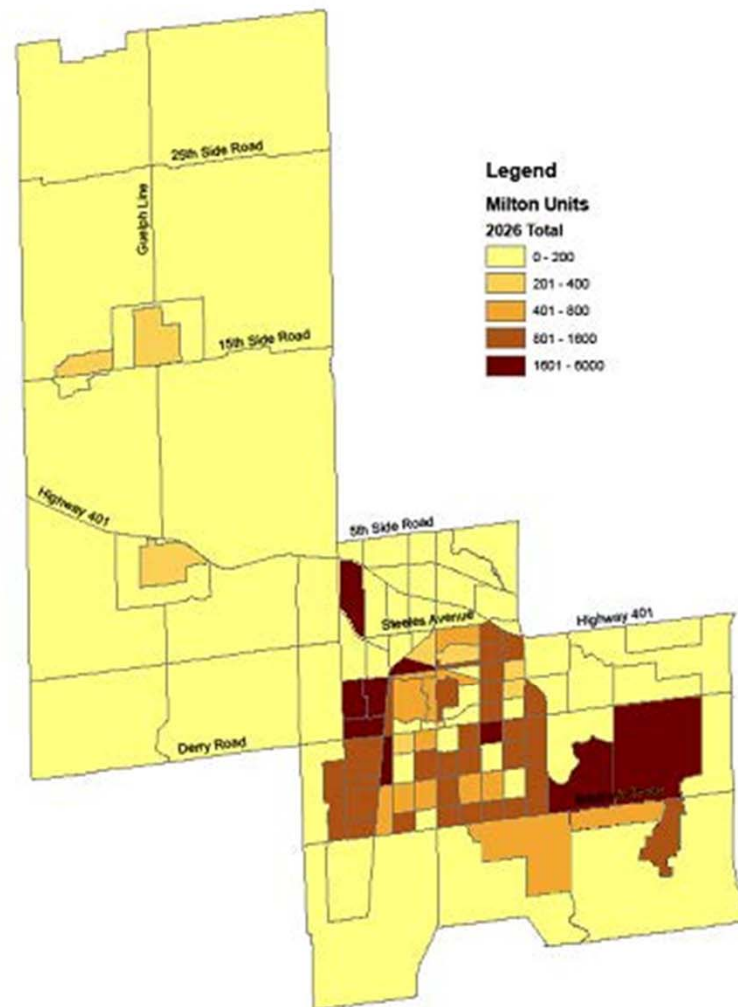 25th Side Road
Guelph Line
Legend
Milton Units
2026 Total
0 - 200
201 - 400
401 - 800
801 - 1600
1601 - 6000
15th Side Road
Highway 401
5th Side Road
Steeles Avenue
Highway 401
Derry Road